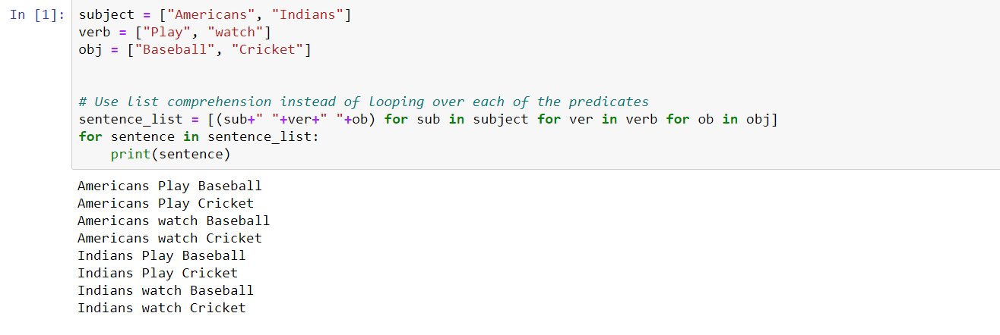 In [1]: subject = ["Americans", "Indians"]
verb = ["Play", "watch"]
obj = ["Baseball", "Cricket"]
# Use list comprehension instead of looping over each of the predicates
sentence_list = [(sub+" "+ver+" "+ob) for sub in subject for ver in verb for ob in obj]
for sentence in sentence_list:
    print(sentence)
Americans Play Baseball
Americans Play Cricket
Americans watch Baseball
Americans watch Cricket
Indians Play Baseball
Indians Play Cricket
Indians watch Baseball
Indians watch Cricket